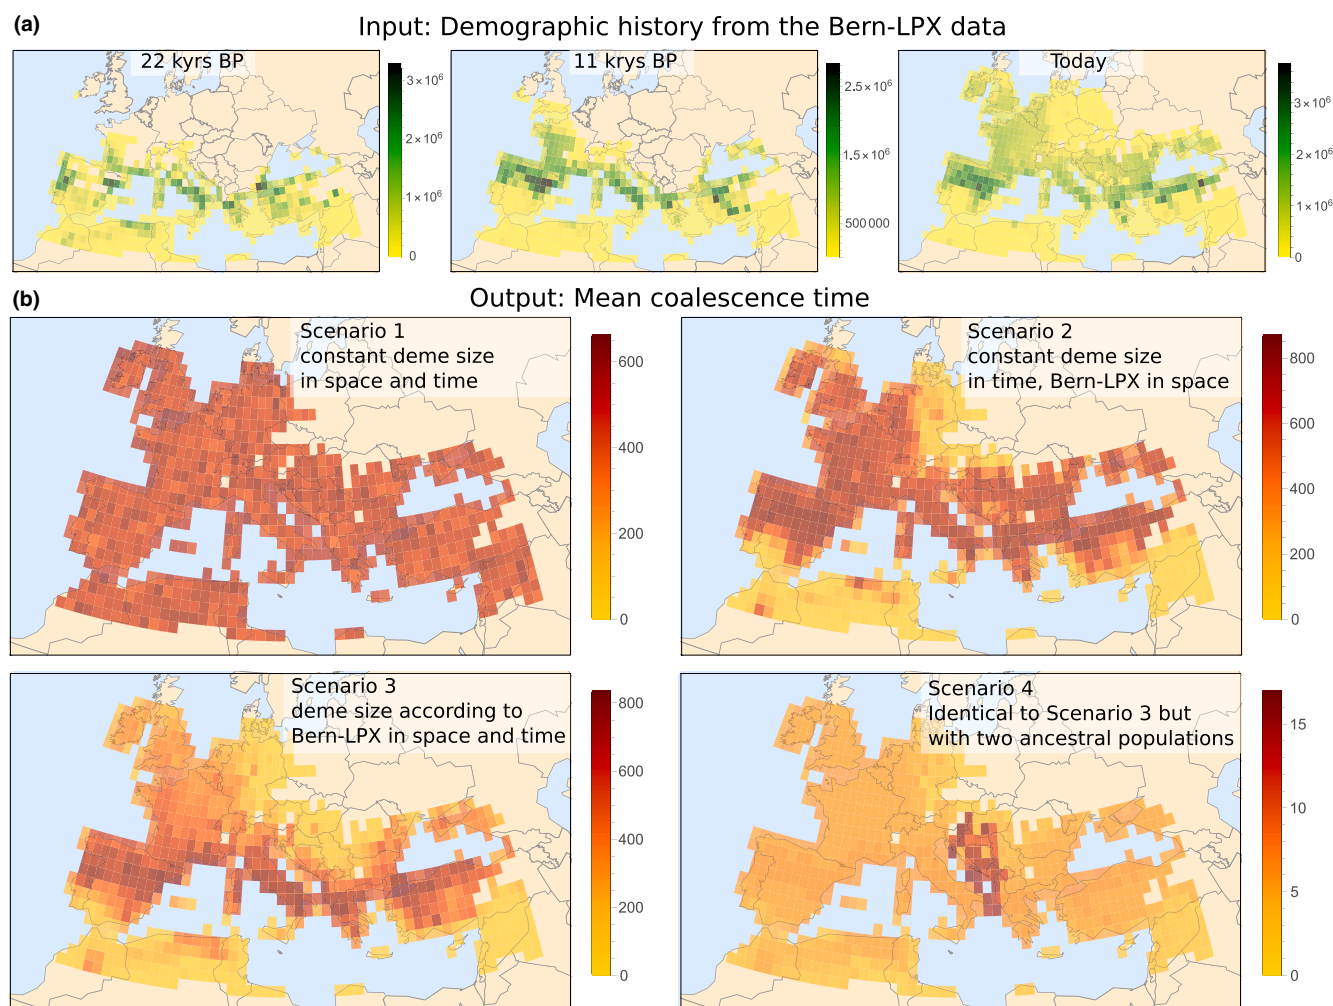 (a)
Input: Demographic history from the Bern-LPX data
22 kyrs BP
11 krys BP
Today
3×10⁶
2×10⁶
1×10⁶
0
2.5×10⁶
1.5×10⁶
500000
3×10⁶
2×10⁶
1×10⁶
0
(b)
Output: Mean coalescence time
Scenario 1
constant deme size
in space and time
600
400
200
0
Scenario 2
constant deme size
in time, Bern-LPX in space
800
600
400
200
0
Scenario 3
deme size according to
Bern-LPX in space and time
800
600
400
200
0
Scenario 4
Identical to Scenario 3 but
with two ancestral populations
15
10
5
0